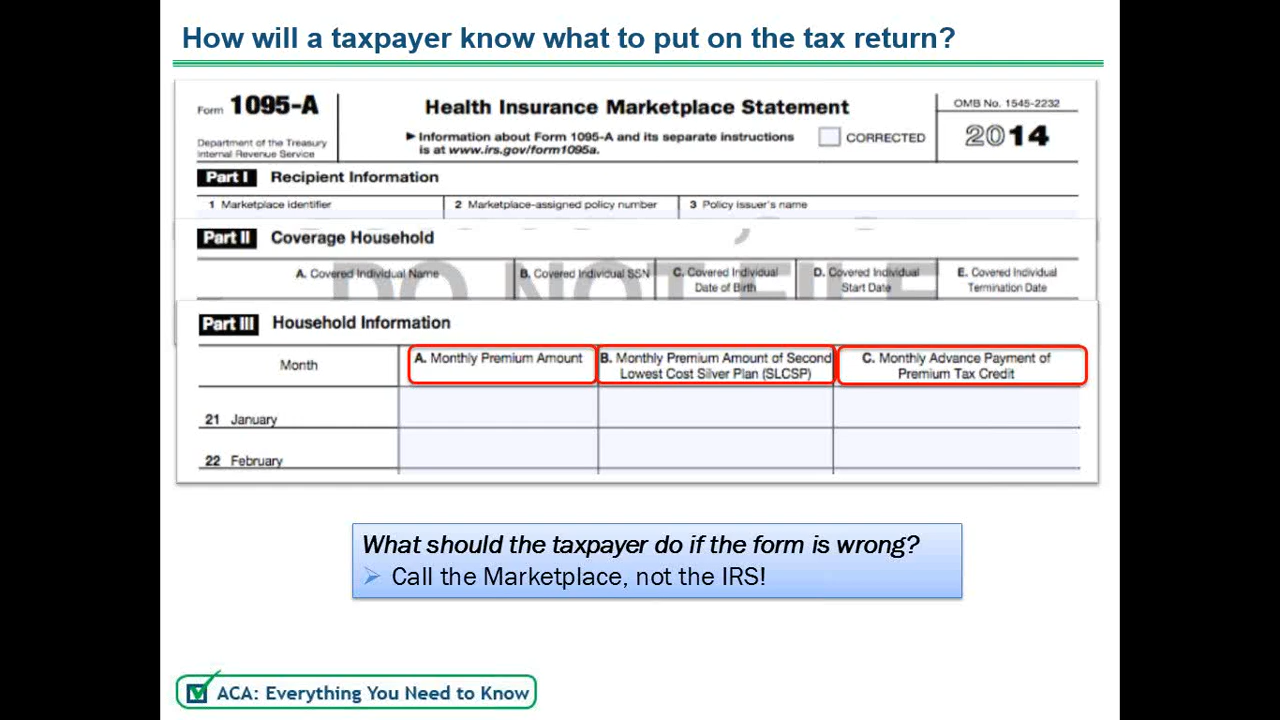 How will a taxpayer know what to put on the tax return?
Form 1095-A
Department of the Treasury
Internal Revenue Service
Health Insurance Marketplace Statement
▶ Information about Form 1095-A and its separate instructions
is at www.irs.gov/form1095a.
CORRECTED
OMB No. 1545-2232
2014
Part I Recipient Information
1 Marketplace identifier
2 Marketplace-assigned policy number
3 Policy issuer's name
Part II Coverage Household
DO NOT FILE
A. Covered Individual Name
B. Covered Individual SSN
C. Covered Individual
Date of Birth
D. Covered Individual
Start Date
E. Covered Individual
Termination Date
Part III Household Information
Month
A. Monthly Premium Amount
B. Monthly Premium Amount of Second
Lowest Cost Silver Plan (SLCSP)
C. Monthly Advance Payment of
Premium Tax Credit
21 January
22 February
What should the taxpayer do if the form is wrong?
➢ Call the Marketplace, not the IRS!
ACA: Everything You Need to Know